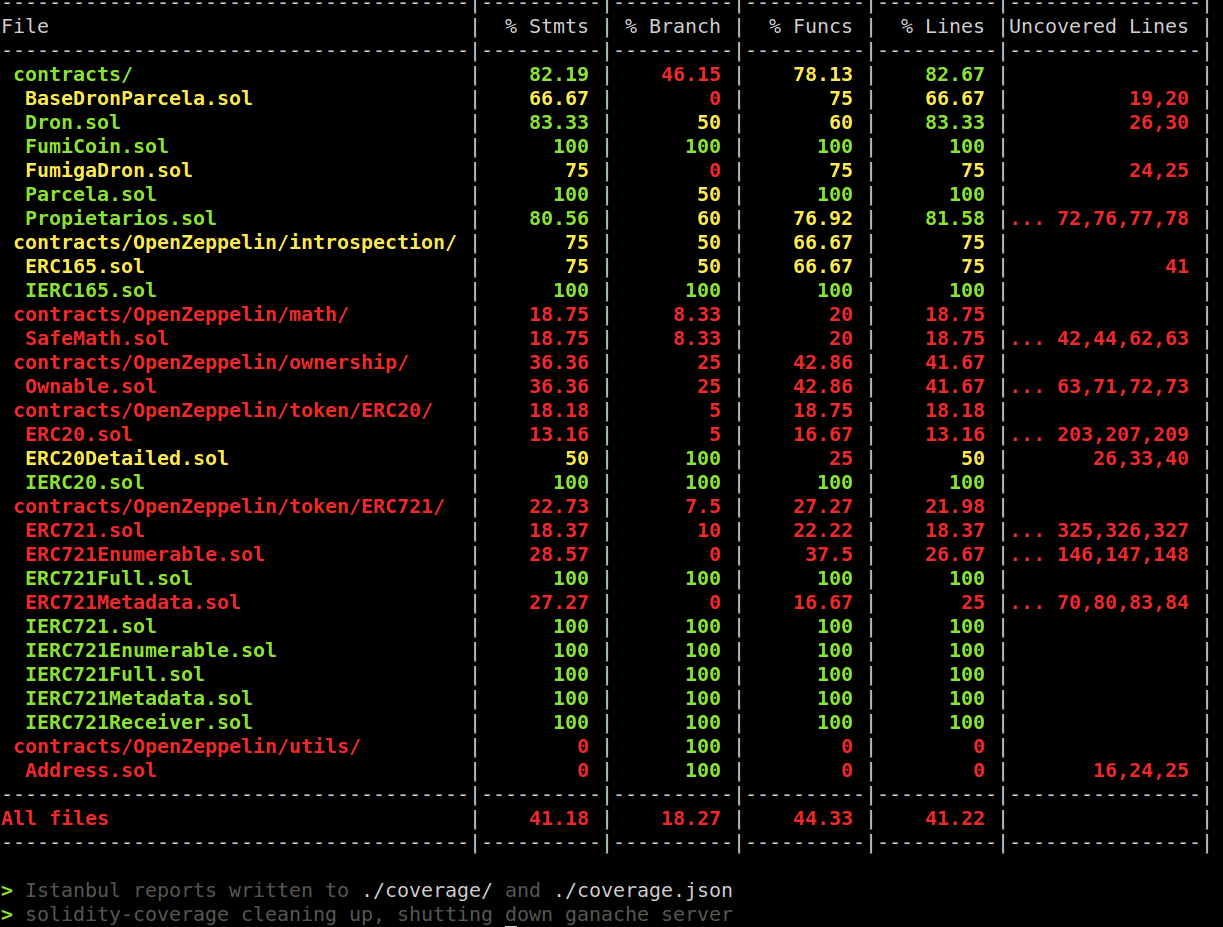 ---------------------------------------|----------|----------|----------|----------|----------------|
File                                   |  % Stmts | % Branch |  % Funcs |  % Lines |Uncovered Lines |
---------------------------------------|----------|----------|----------|----------|----------------|
 contracts/                            |    82.19 |    46.15 |    78.13 |    82.67 |                |
  BaseDronParcela.sol                  |    66.67 |        0 |       75 |    66.67 |          19,20 |
  Dron.sol                             |    83.33 |       50 |       60 |    83.33 |          26,30 |
  FumiCoin.sol                         |      100 |      100 |      100 |      100 |                |
  FumigaDron.sol                       |       75 |        0 |       75 |       75 |          24,25 |
  Parcela.sol                          |      100 |       50 |      100 |      100 |                |
  Propietarios.sol                     |    80.56 |       60 |    76.92 |    81.58 |... 72,76,77,78 |
 contracts/OpenZeppelin/introspection/ |       75 |       50 |    66.67 |       75 |                |
  ERC165.sol                           |       75 |       50 |    66.67 |       75 |             41 |
  IERC165.sol                          |      100 |      100 |      100 |      100 |                |
 contracts/OpenZeppelin/math/          |    18.75 |     8.33 |       20 |    18.75 |                |
  SafeMath.sol                         |    18.75 |     8.33 |       20 |    18.75 |... 42,44,62,63 |
 contracts/OpenZeppelin/ownership/     |    36.36 |       25 |    42.86 |    41.67 |                |
  Ownable.sol                          |    36.36 |       25 |    42.86 |    41.67 |... 63,71,72,73 |
 contracts/OpenZeppelin/token/ERC20/   |    18.18 |        5 |    18.75 |    18.18 |                |
  ERC20.sol                            |    13.16 |        5 |    16.67 |    13.16 |... 203,207,209 |
  ERC20Detailed.sol                    |       50 |      100 |       25 |       50 |       26,33,40 |
  IERC20.sol                           |      100 |      100 |      100 |      100 |                |
 contracts/OpenZeppelin/token/ERC721/  |    22.73 |      7.5 |    27.27 |    21.98 |                |
  ERC721.sol                           |    18.37 |       10 |    22.22 |    18.37 |... 325,326,327 |
  ERC721Enumerable.sol                 |    28.57 |        0 |     37.5 |    26.67 |... 146,147,148 |
  ERC721Full.sol                       |      100 |      100 |      100 |      100 |                |
  ERC721Metadata.sol                   |    27.27 |        0 |    16.67 |       25 |... 70,80,83,84 |
  IERC721.sol                          |      100 |      100 |      100 |      100 |                |
  IERC721Enumerable.sol                |      100 |      100 |      100 |      100 |                |
  IERC721Full.sol                      |      100 |      100 |      100 |      100 |                |
  IERC721Metadata.sol                  |      100 |      100 |      100 |      100 |                |
  IERC721Receiver.sol                  |      100 |      100 |      100 |      100 |                |
 contracts/OpenZeppelin/utils/         |        0 |      100 |        0 |        0 |                |
  Address.sol                          |        0 |      100 |        0 |        0 |       16,24,25 |
---------------------------------------|----------|----------|----------|----------|----------------|
All files                              |    41.18 |    18.27 |    44.33 |    41.22 |                |
---------------------------------------|----------|----------|----------|----------|----------------|
> Istanbul reports written to ./coverage/ and ./coverage.json
> solidity-coverage cleaning up, shutting down ganache server